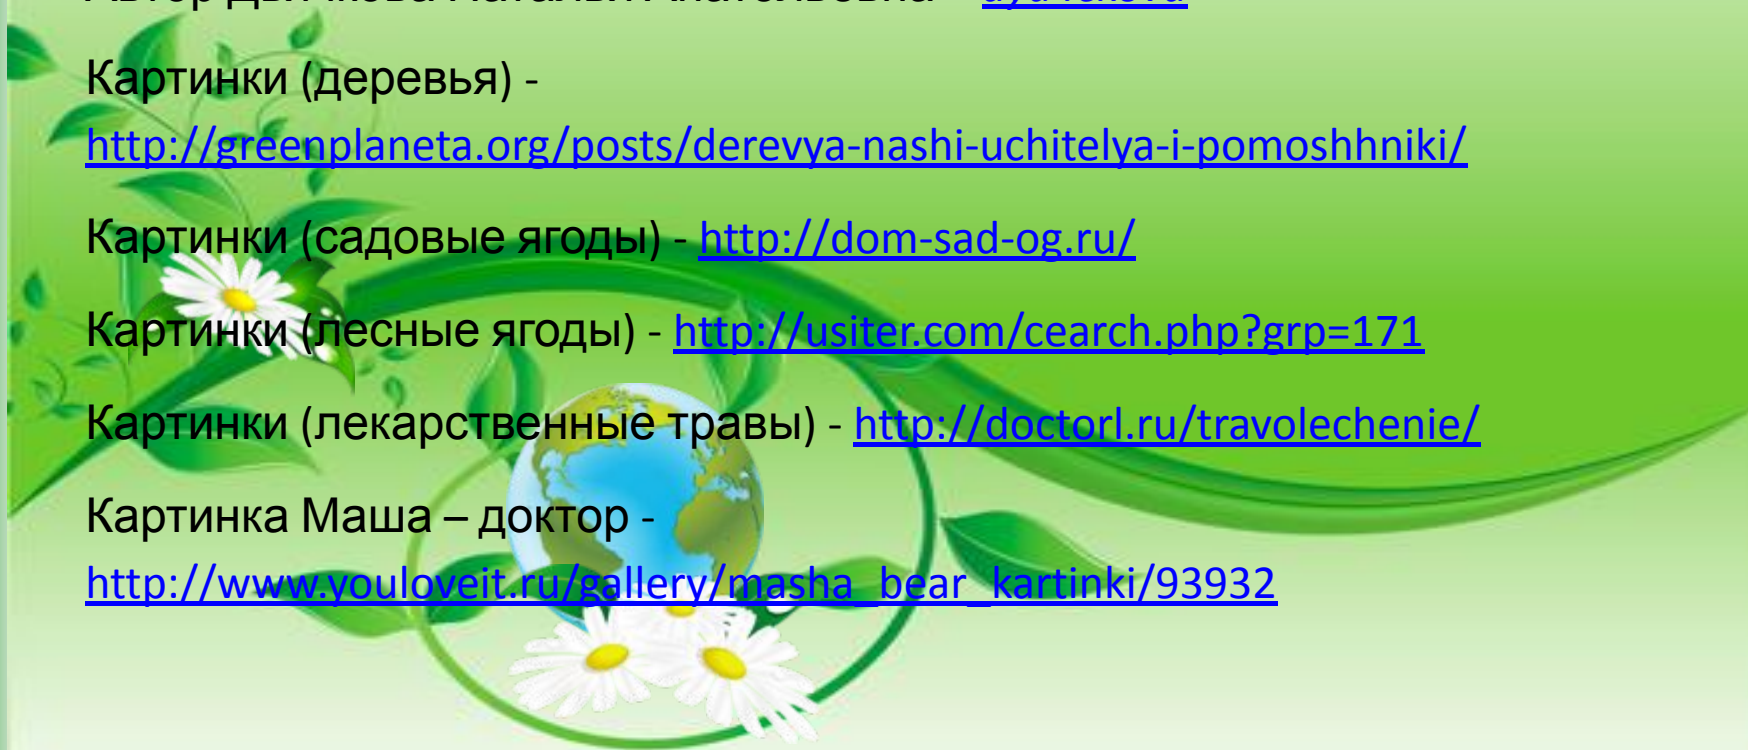 Картинки (деревья) -
http://greenplaneta.org/posts/derevya-nashi-uchitelya-i-pomoshhniki/
Картинки (садовые ягоды) - http://dom-sad-og.ru/
Картинки (лесные ягоды) - http://usiter.com/cearch.php?grp=171
Картинки (лекарственные травы) - http://doctorl.ru/travolechenie/
Картинка Маша – доктор -
http://www.youloveit.ru/gallery/masha_bear_kartinki/93932